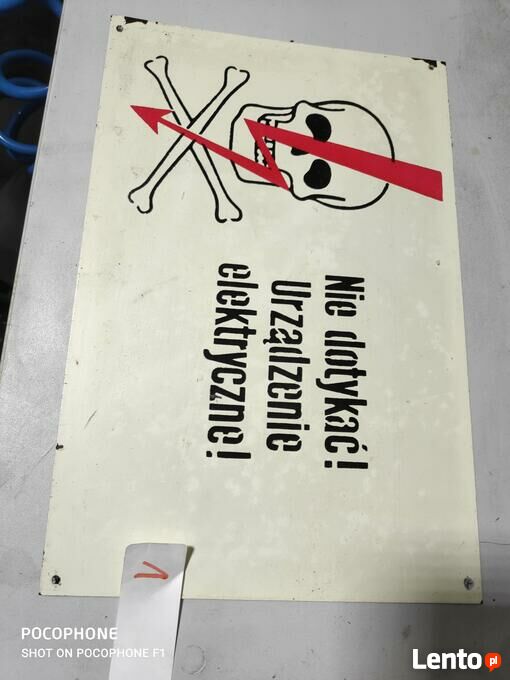 Nie dotykać!
Urządzenie
elektryczne!
V
POCOPHONE
SHOT ON POCOPHONE F1
Lento pl